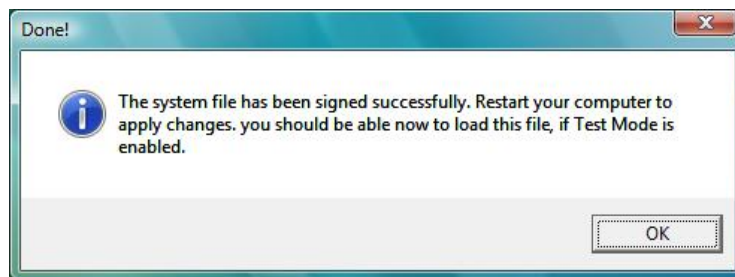 Done!
The system file has been signed successfully. Restart your computer to
apply changes. you should be able now to load this file, if Test Mode is
enabled.
OK